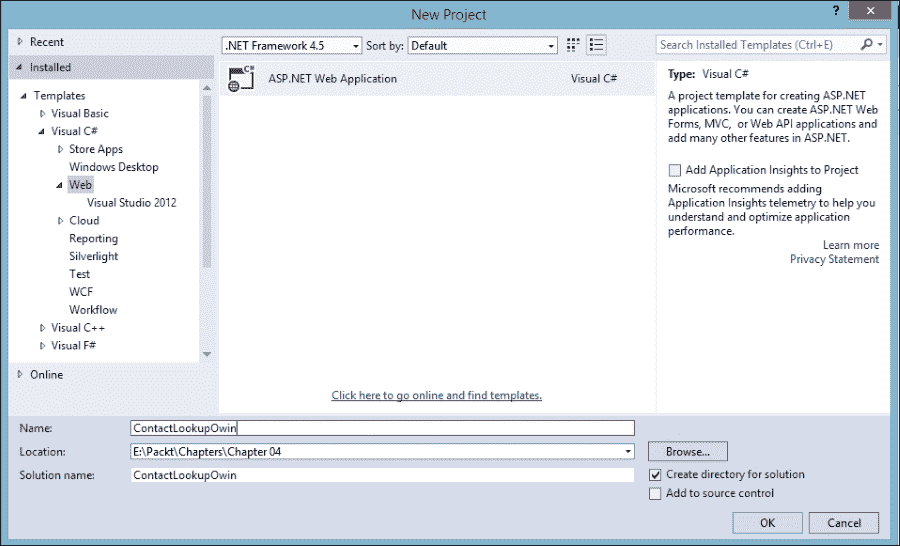 New Project
?
Recent
.NET Framework 4.5
Sort by:
Default
Search Installed Templates (Ctrl+E)
Installed
Templates
Visual Basic
Visual C#
Store Apps
Windows Desktop
Web
Visual Studio 2012
Cloud
Reporting
Silverlight
Test
WCF
Workflow
Visual C++
Visual F#
Online
C#
ASP.NET Web Application
Visual C#
Click here to go online and find templates.
Type: Visual C#
A project template for creating ASP.NET
applications. You can create ASP.NET Web
Forms, MVC, or Web API applications and
add many other features in ASP.NET.
Add Application Insights to Project
Microsoft recommends adding
Application Insights telemetry to help you
understand and optimize application
performance.
Learn more
Privacy Statement
Name:
ContactLookupOwin
Location:
E:\Packt\Chapters\Chapter 04
Browse...
Solution name:
ContactLookupOwin
Create directory for solution
Add to source control
OK
Cancel